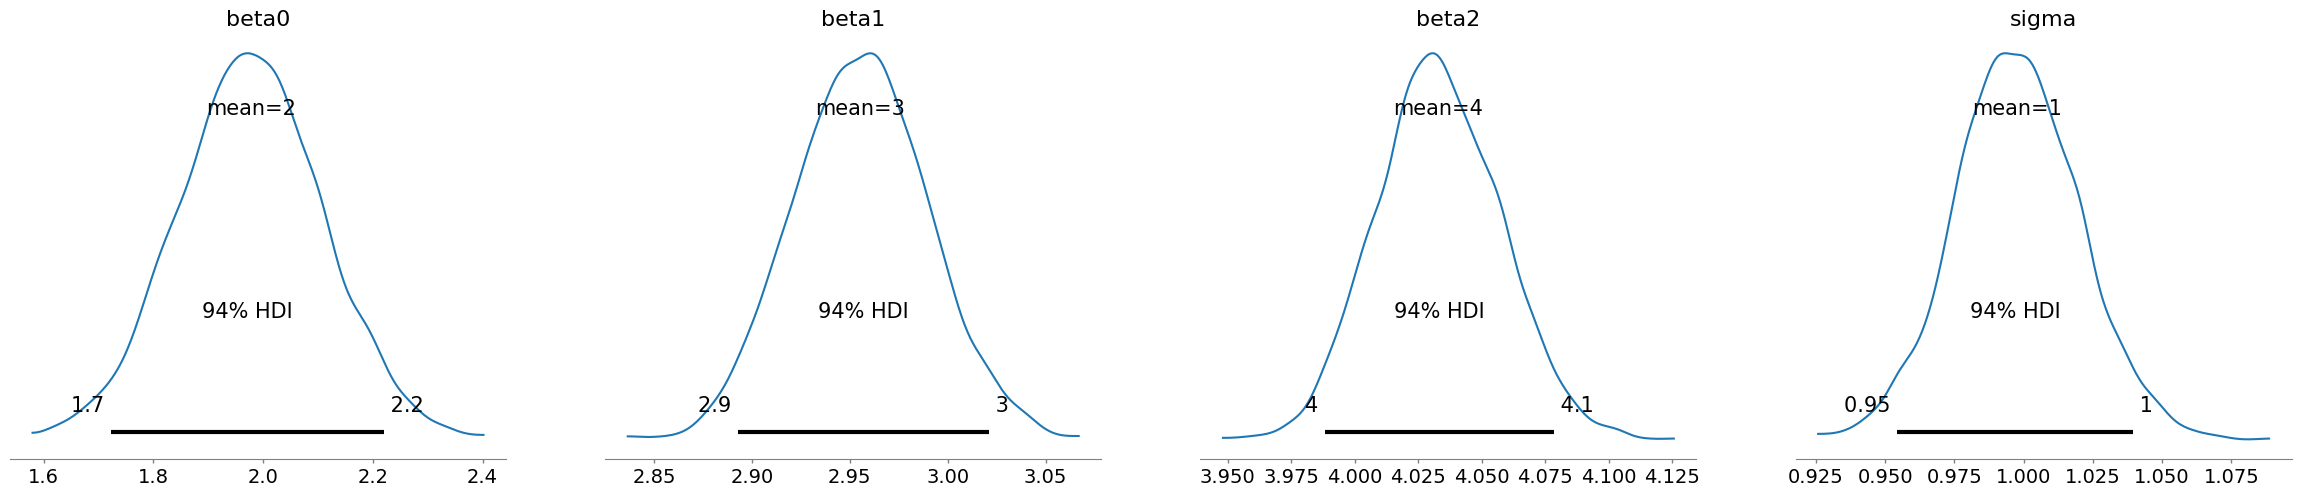 beta0
mean=2
94% HDI
1.7 2.2
1.6 1.8 2.0 2.2 2.4
beta1
mean=3
94% HDI
2.9 3
2.85 2.90 2.95 3.00 3.05
beta2
mean=4
94% HDI
4 4.1
3.950 3.975 4.000 4.025 4.050 4.075 4.100 4.125
sigma
mean=1
94% HDI
0.95 1
0.925 0.950 0.975 1.000 1.025 1.050 1.075